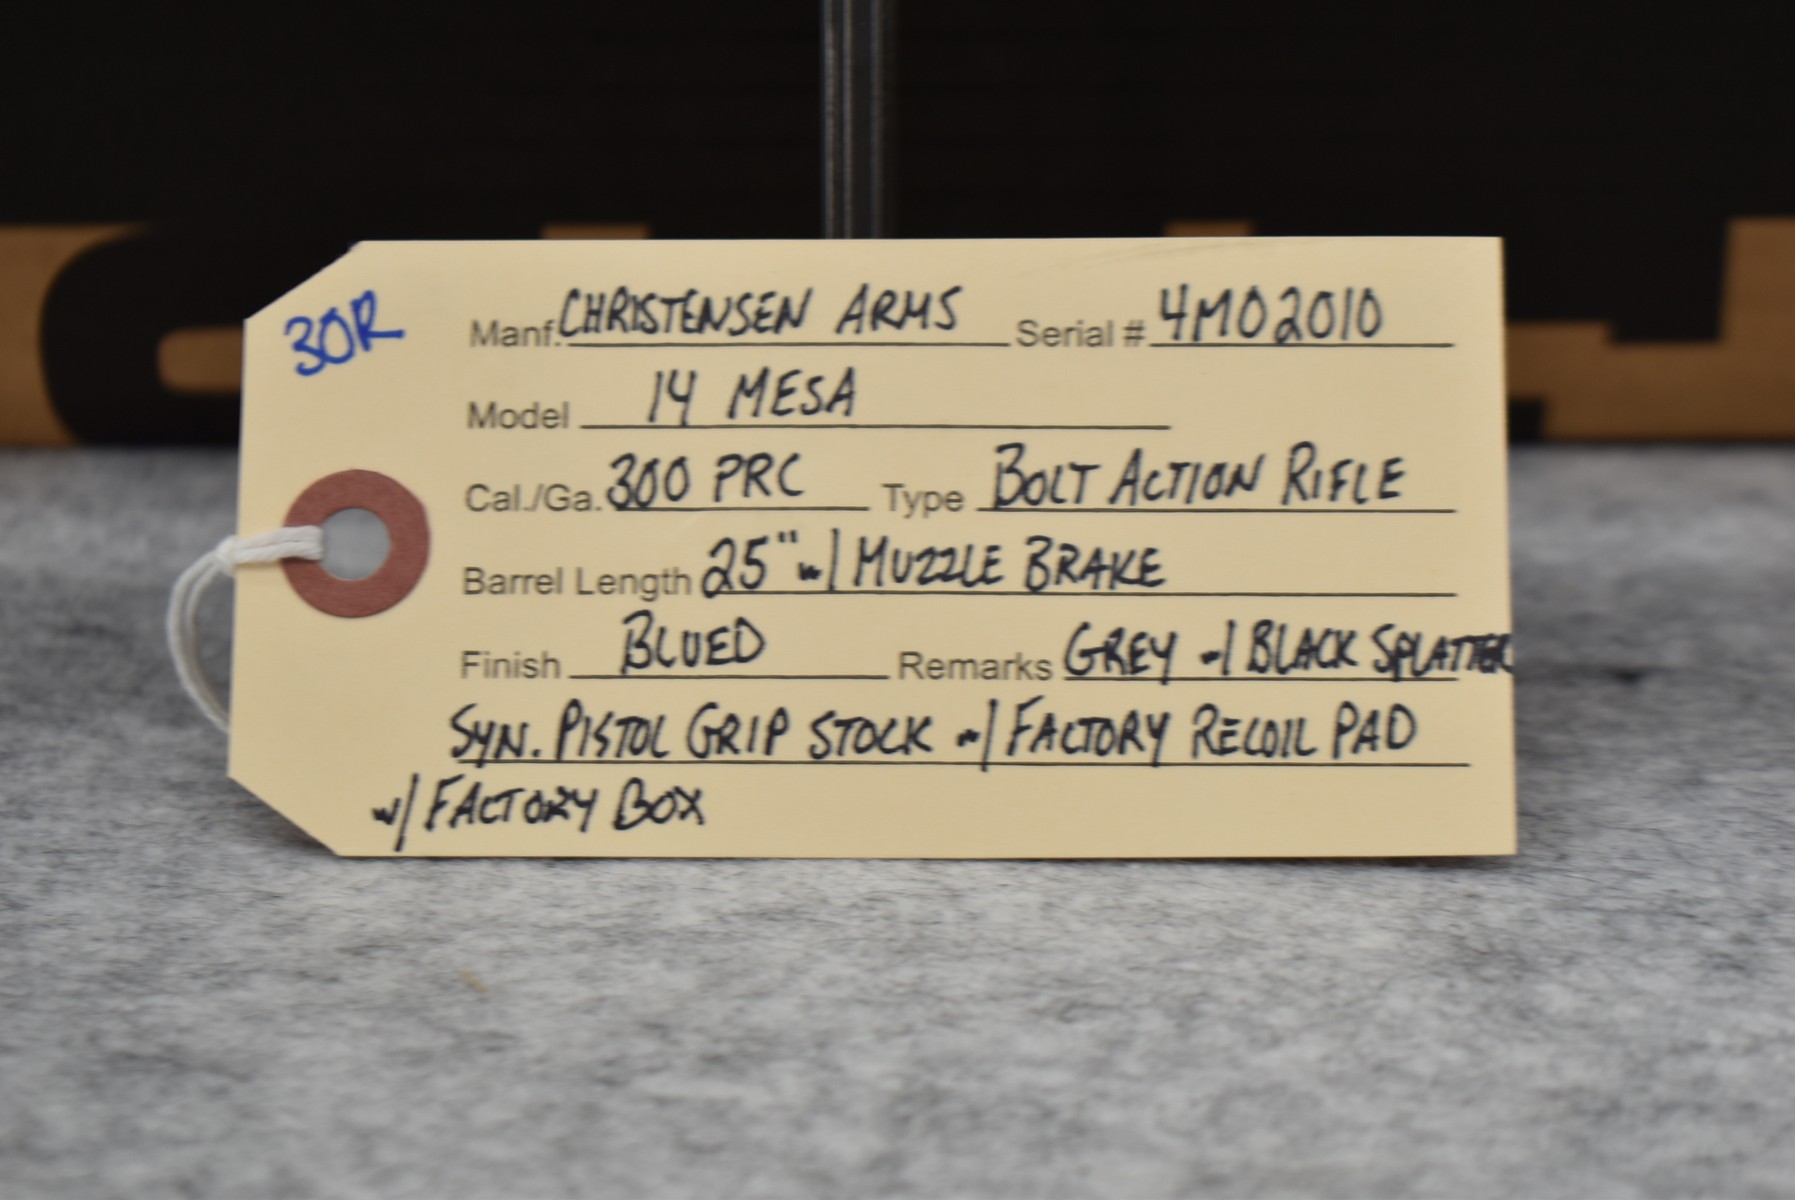 30R
Manf. CHRISTENSEN ARMS Serial # 4M02010
Model 14 MESA
Cal./Ga. 300 PRC Type BOLT ACTION RIFLE
Barrel Length 25" w/ MUZZLE BRAKE
Finish BLUED Remarks GREY w/ BLACK SPLATTER
SYN. PISTOL GRIP STOCK w/ FACTORY RECOIL PAD
w/ FACTORY BOX